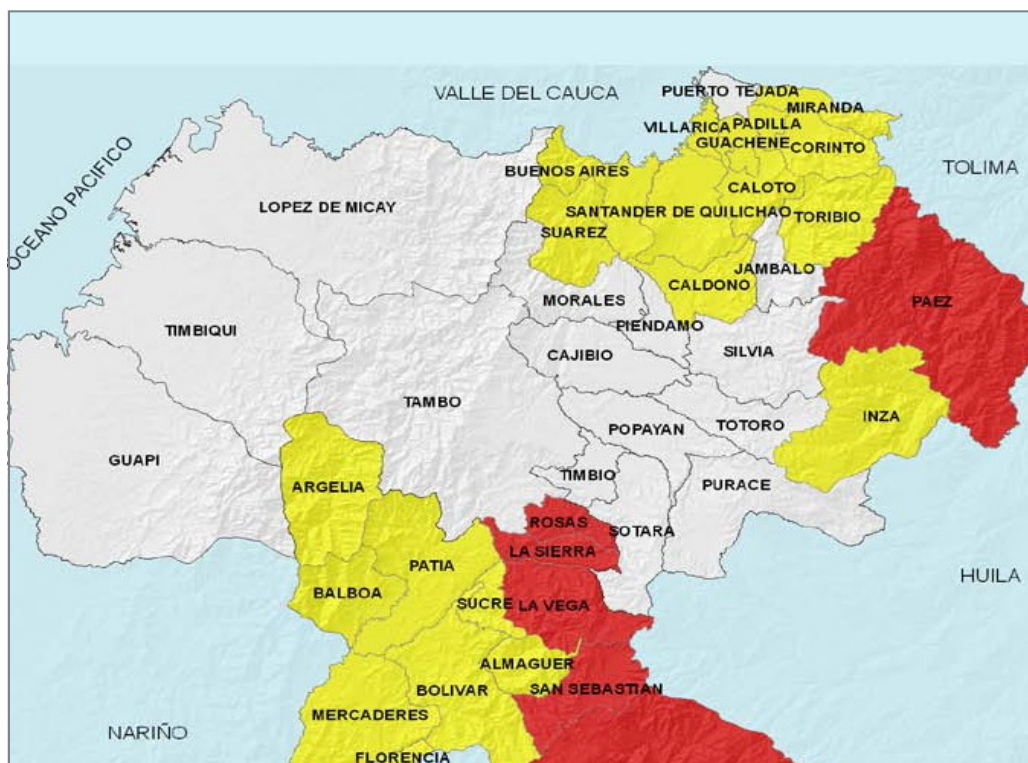 VALLE DEL CAUCA
PUERTO TEJADA
MIRANDA
VILLARICA
PADILLA
GUACHENE
CORINTO
TOLIMA
OCEANO PACIFICO
BUENOS AIRES
CALOTO
LOPEZ DE MICAY
SANTANDER DE QUILICHAO
TORIBIO
SUAREZ
JAMBALO
CALDONO
MORALES
PAEZ
TIMBIQUI
PIENDAMO
CAJIBIO
SILVIA
TAMBO
INZA
POPAYAN
TOTORO
GUAPI
TIMBIO
PURACE
ARGELIA
ROSAS
SOTARA
LA SIERRA
PATIA
HUILA
BALBOA
SUCRE
LA VEGA
ALMAGUER
BOLIVAR
SAN SEBASTIAN
MERCADERES
NARIÑO
FLORENCIA